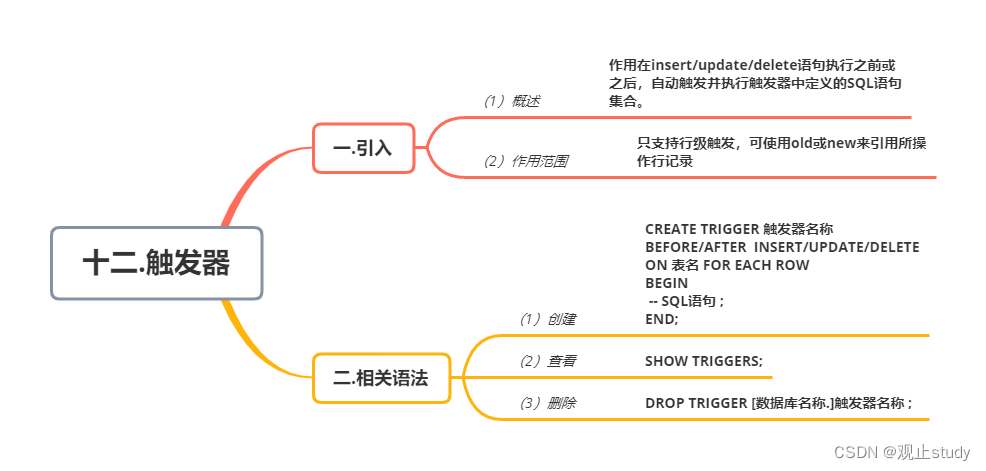 十二.触发器
一.引入
（1）概述
作用在insert/update/delete语句执行之前或
之后，自动触发并执行触发器中定义的SQL语句
集合。
（2）作用范围
只支持行级触发，可使用old或new来引用所操
作行记录
二.相关语法
（1）创建
CREATE TRIGGER 触发器名称
BEFORE/AFTER  INSERT/UPDATE/DELETE
ON 表名 FOR EACH ROW
BEGIN
-- SQL语句 ;
END;
（2）查看
SHOW TRIGGERS;
（3）删除
DROP TRIGGER [数据库名称.]触发器名称 ;
CSDN @观止study